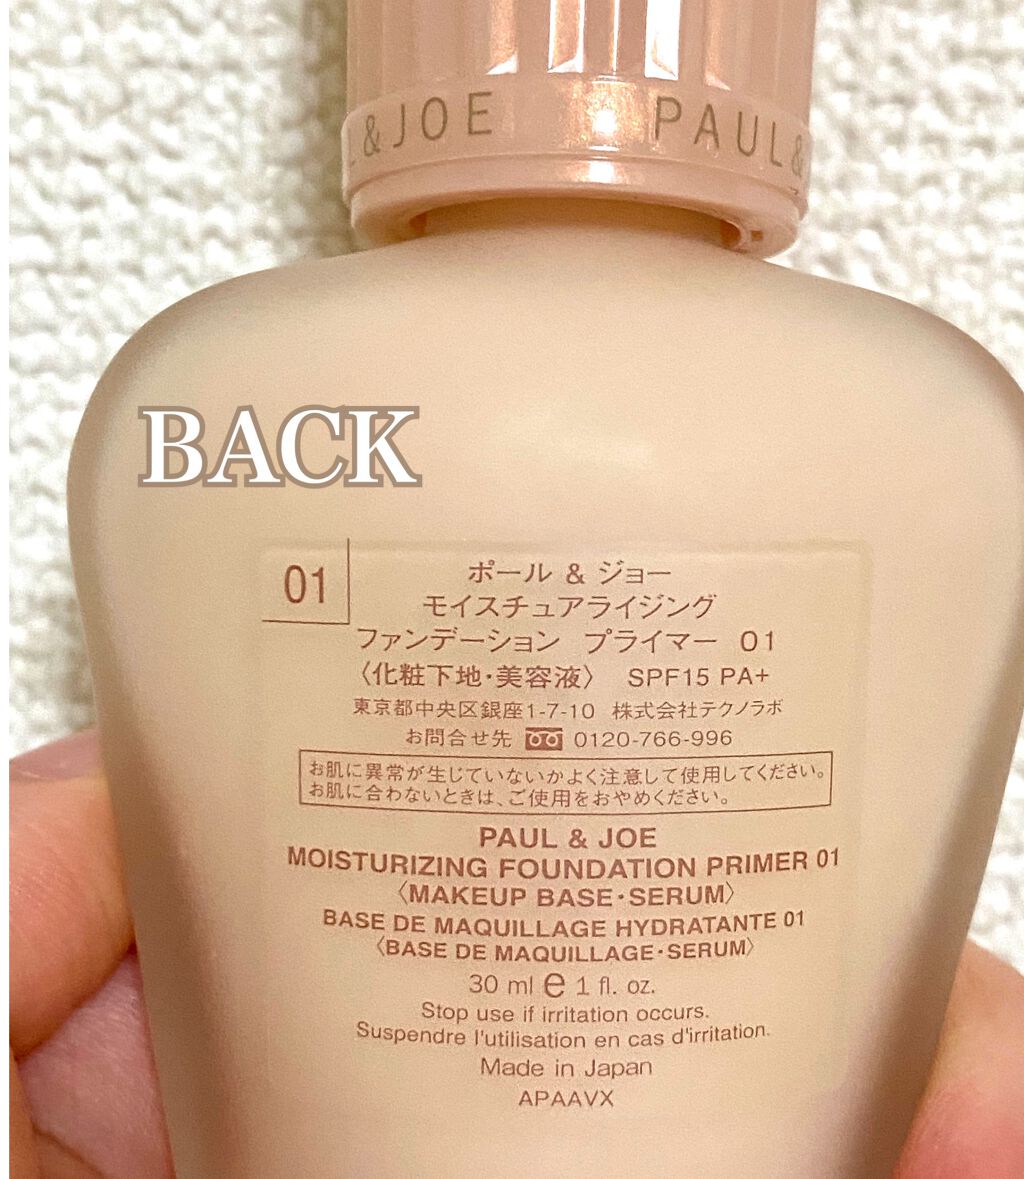 &JOE PAUL&
BACK
01
ポール & ジョー
モイスチュアライジング
ファンデーション プライマー 01
〈化粧下地・美容液〉 SPF15 PA+
東京都中央区銀座1-7-10 株式会社テクノラボ
お問合せ先 0120-766-996
お肌に異常が生じていないかよく注意して使用してください。
お肌に合わないときは、ご使用をおやめください。
PAUL & JOE
MOISTURIZING FOUNDATION PRIMER 01
〈MAKEUP BASE・SERUM〉
BASE DE MAQUILLAGE HYDRATANTE 01
〈BASE DE MAQUILLAGE・SERUM〉
30 ml e 1 fl. oz.
Stop use if irritation occurs.
Suspendre l'utilisation en cas d'irritation.
Made in Japan
APAAVX